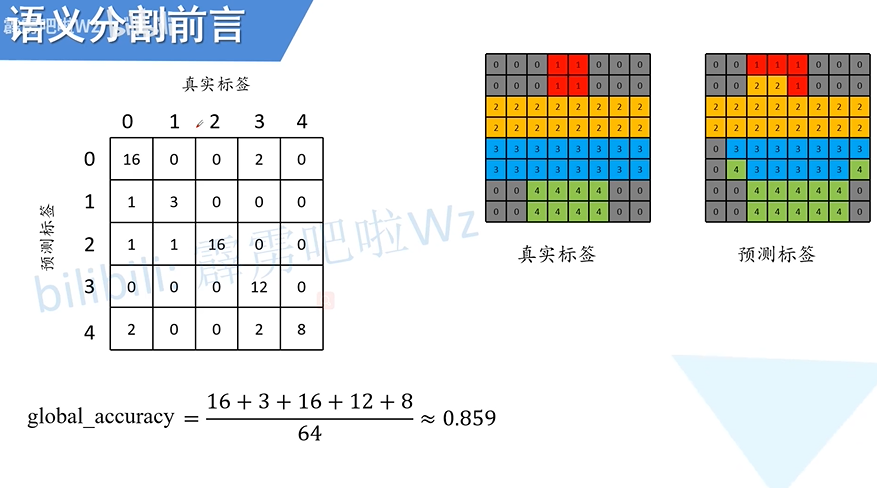 语义分割前言
霹雳吧啦Wz
真实标签
0 1 2 3 4
预测标签
0 16 0 0 2 0
1 1 3 0 0 0
2 1 1 16 0 0
3 0 0 0 12 0
4 2 0 0 2 8
bilibili: 霹雳吧啦Wz
0 0 0 1 1 0 0 0
0 0 0 1 1 0 0 0
2 2 2 2 2 2 2 2
2 2 2 2 2 2 2 2
3 3 3 3 3 3 3 3
3 3 3 3 3 3 3 3
0 0 4 4 4 4 0 0
0 0 4 4 4 4 0 0
真实标签
0 0 1 1 1 0 0 0
0 0 2 2 1 0 0 0
2 2 2 2 2 2 2 2
2 2 2 2 2 2 2 2
0 3 3 3 3 3 3 3
0 4 3 3 3 3 3 4
0 0 4 4 4 4 4 0
0 0 4 4 4 4 4 0
预测标签
global_accuracy = (16 + 3 + 16 + 12 + 8) / 64 ≈ 0.859